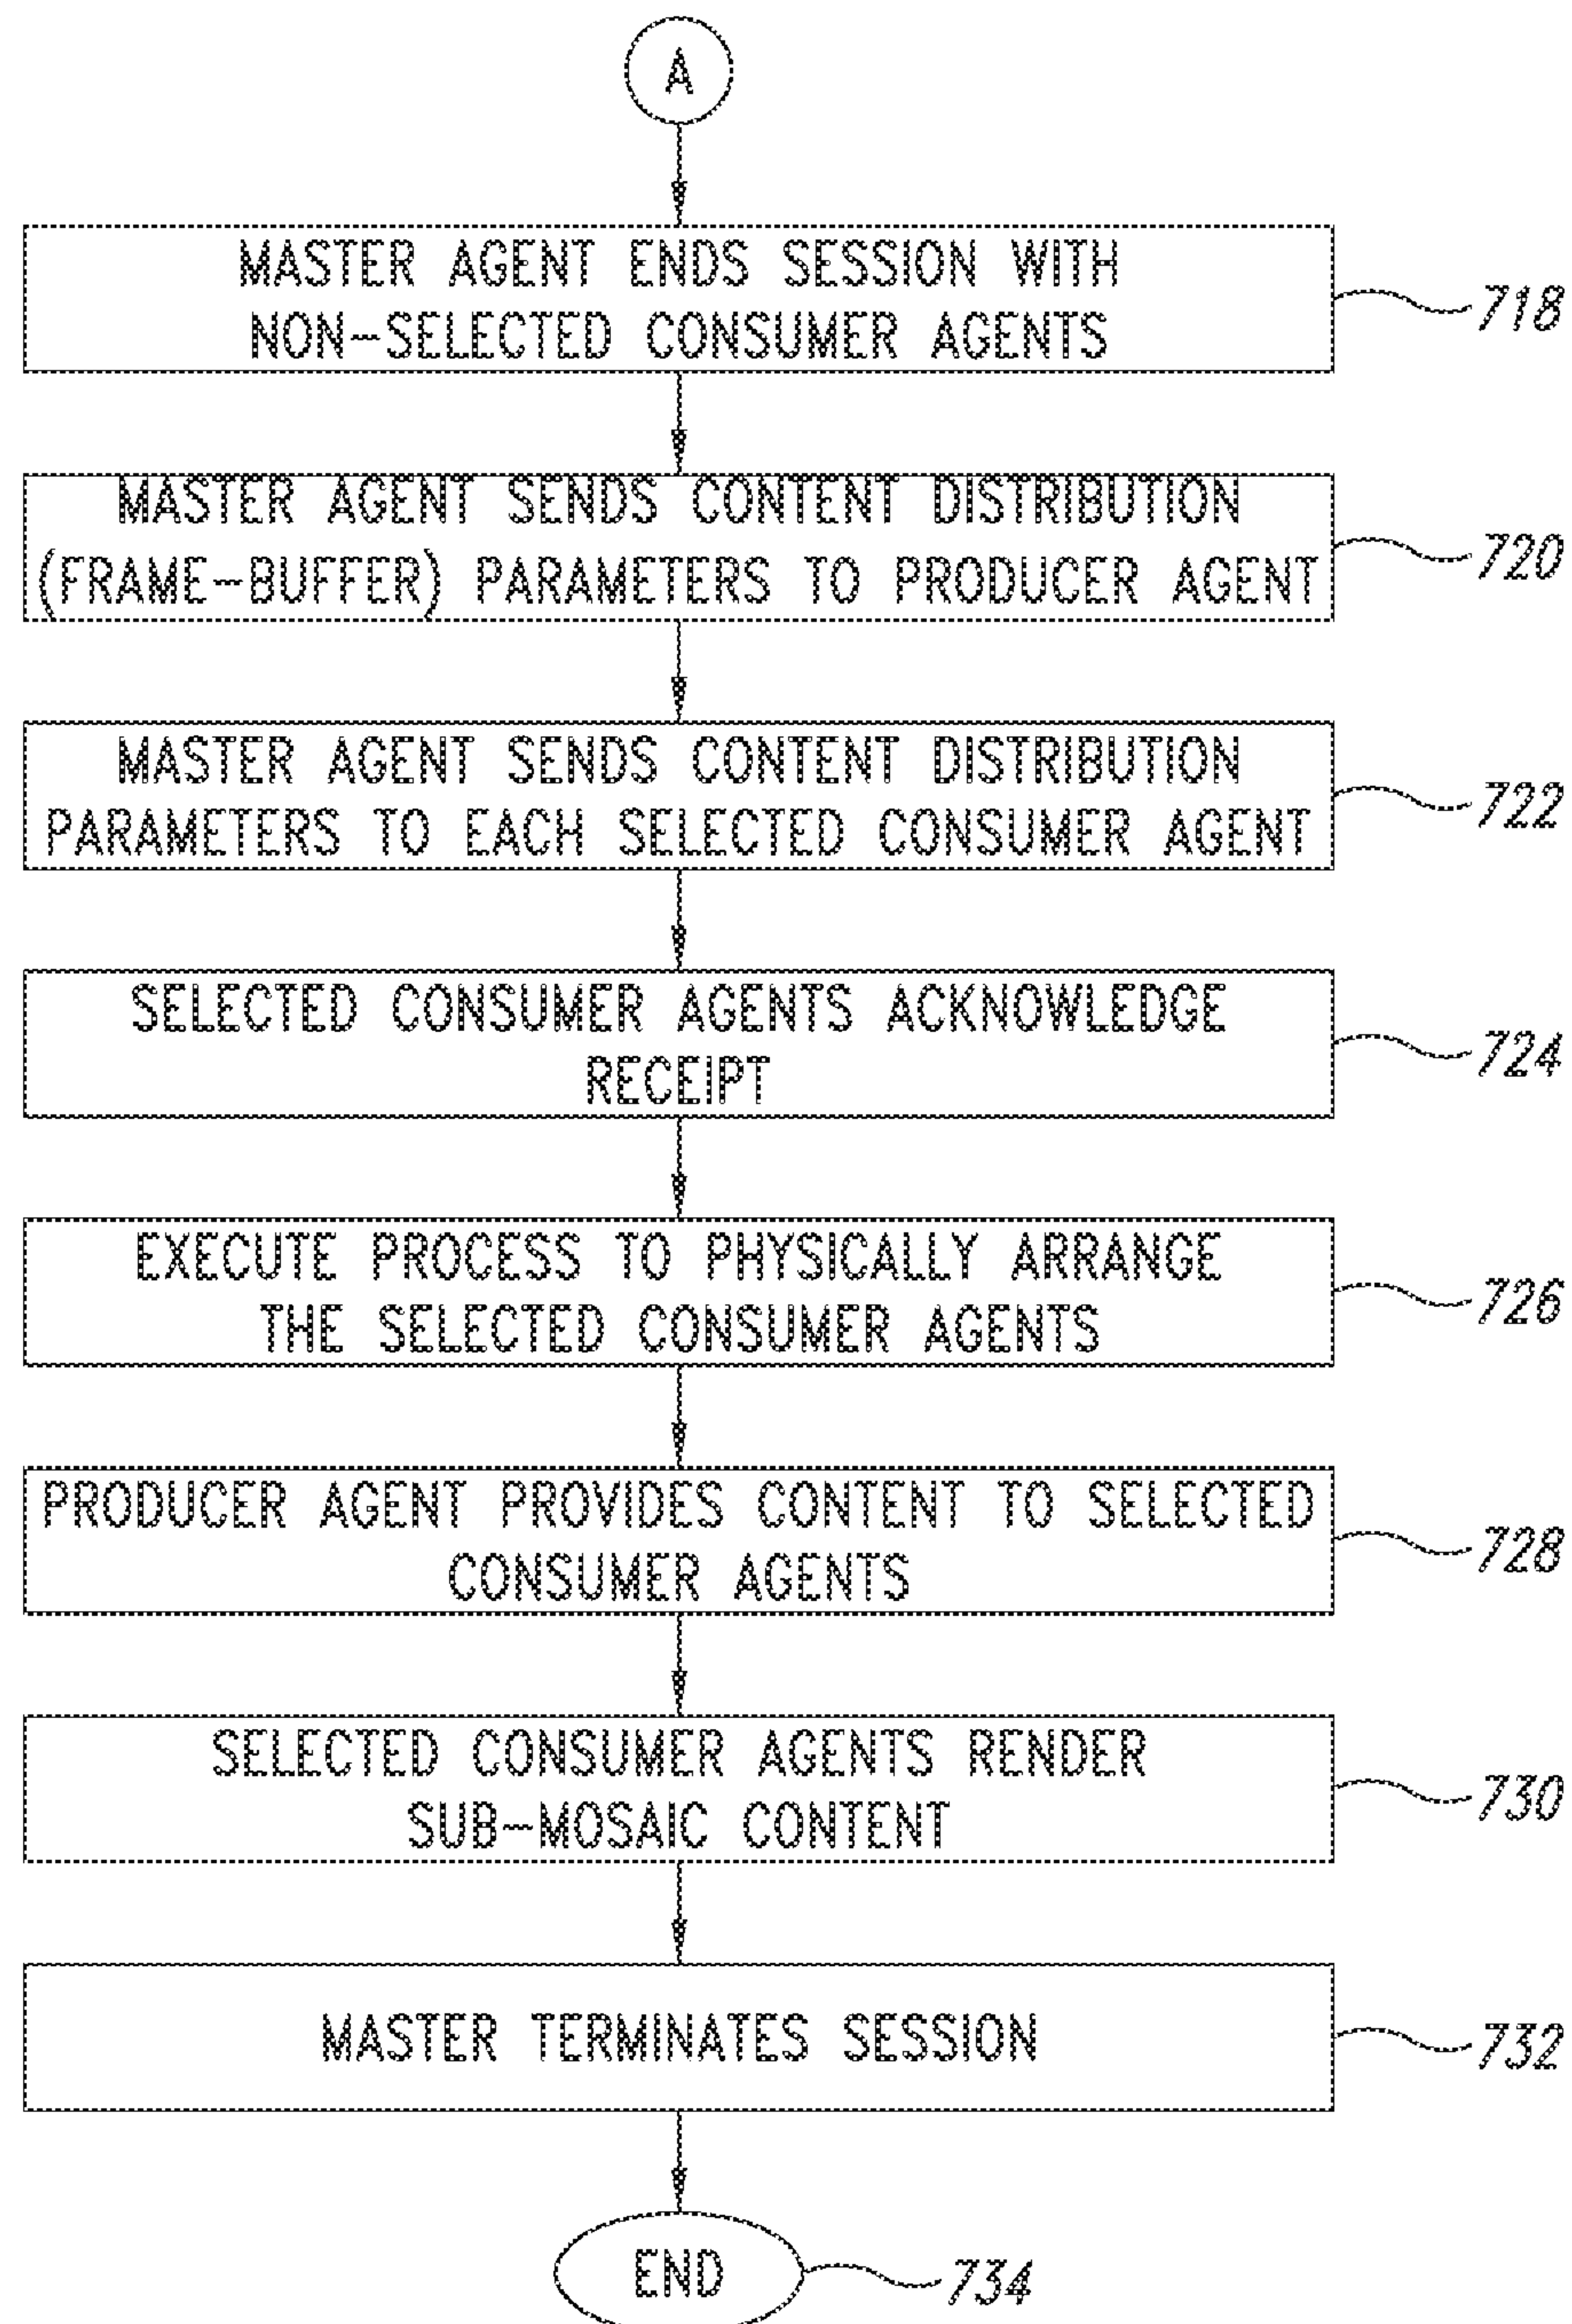 A
MASTER AGENT ENDS SESSION WITH
NON-SELECTED CONSUMER AGENTS
718
MASTER AGENT SENDS CONTENT DISTRIBUTION
(FRAME-BUFFER) PARAMETERS TO PRODUCER AGENT
720
MASTER AGENT SENDS CONTENT DISTRIBUTION
PARAMETERS TO EACH SELECTED CONSUMER AGENT
722
SELECTED CONSUMER AGENTS ACKNOWLEDGE
RECEIPT
724
EXECUTE PROCESS TO PHYSICALLY ARRANGE
THE SELECTED CONSUMER AGENTS
726
PRODUCER AGENT PROVIDES CONTENT TO SELECTED
CONSUMER AGENTS
728
SELECTED CONSUMER AGENTS RENDER
SUB-MOSAIC CONTENT
730
MASTER TERMINATES SESSION
732
END
734